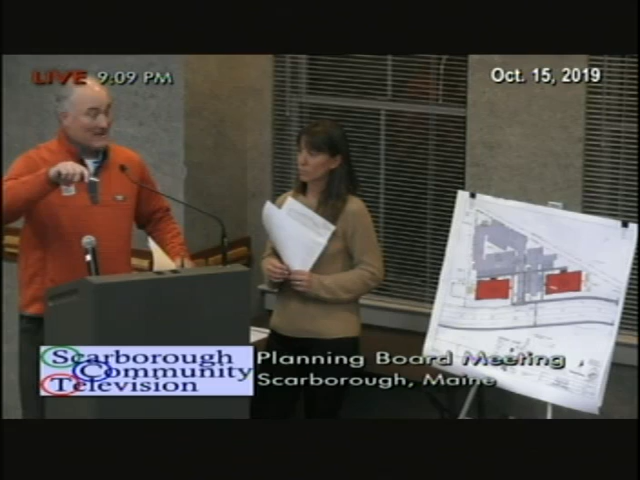 LIVE 9:09 PM
Oct. 15, 2019
Scarborough
Community
Television
Planning Board Meeting
Scarborough, Maine